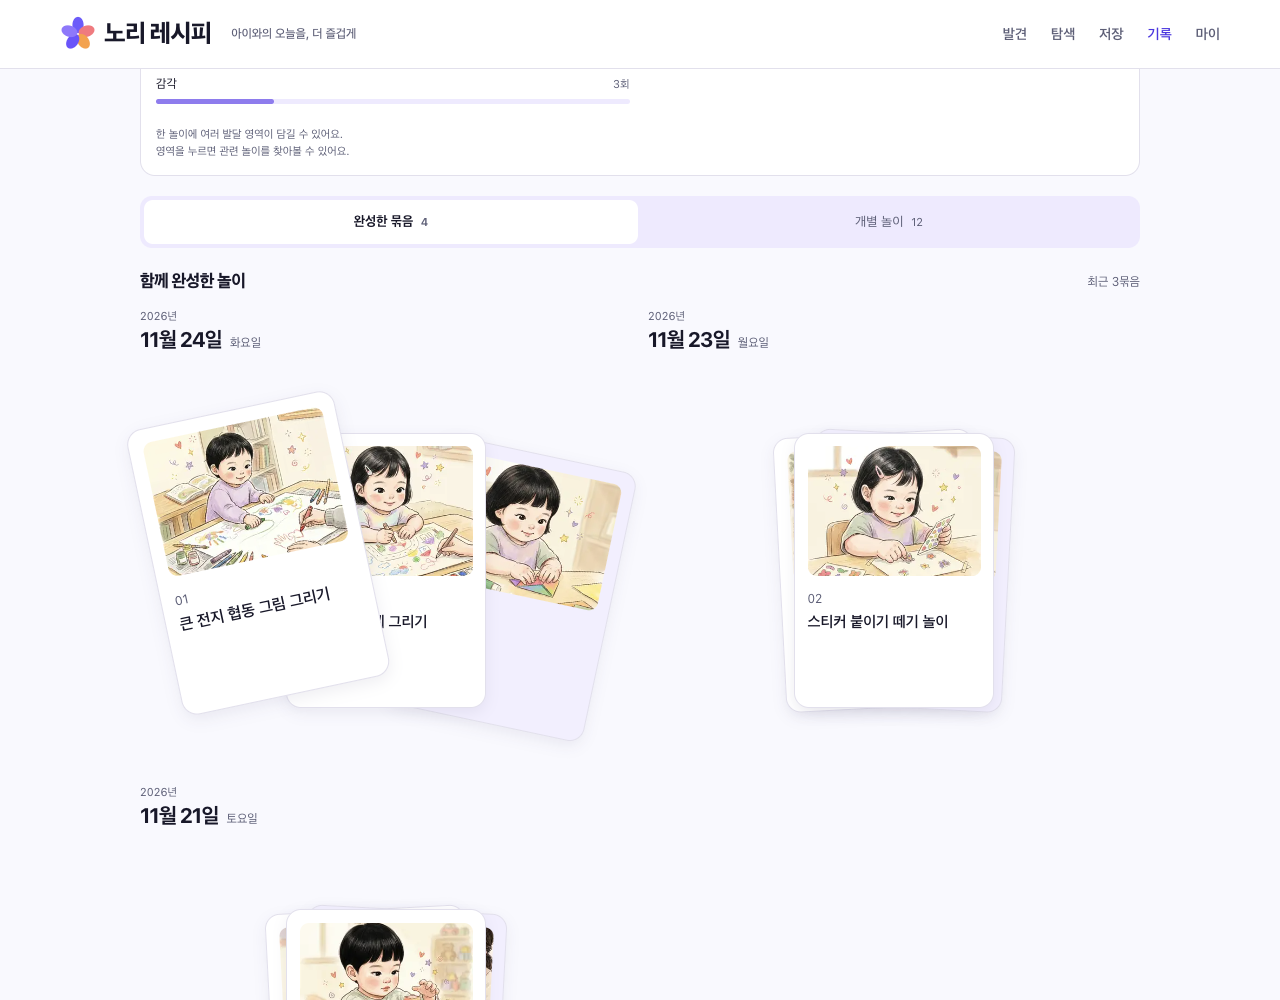 노리 레시피
아이와의 오늘을, 더 즐겁게
발견
탐색
저장
기록
마이
감각
3회
한 놀이에 여러 발달 영역이 담길 수 있어요.
영역을 누르면 관련 놀이를 찾아볼 수 있어요.
완성한 묶음 4
개별 놀이 12
함께 완성한 놀이
최근 3묶음
2026년
11월 24일 화요일
2026년
11월 23일 월요일
01
큰 전지 협동 그림 그리기
그리기
02
스티커 붙이기 떼기 놀이
2026년
11월 21일 토요일